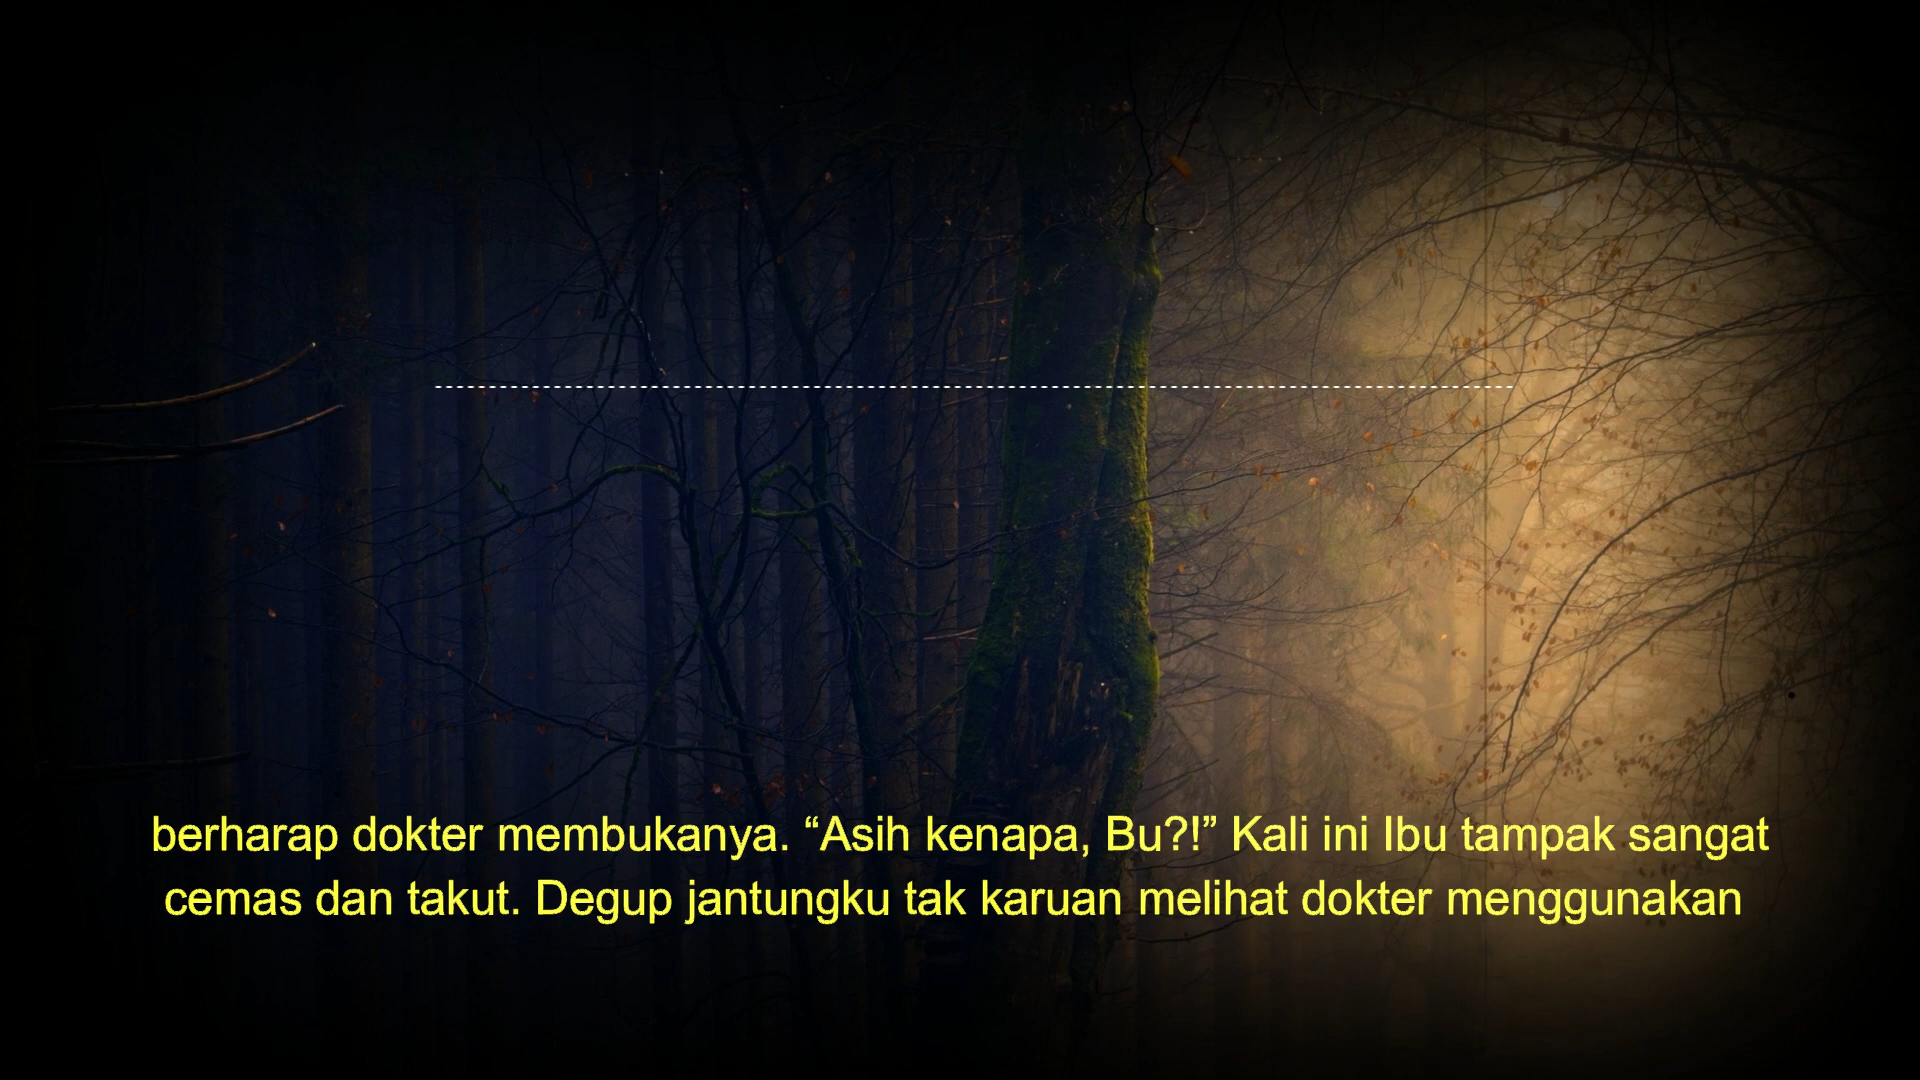 berharap dokter membukanya. “Asih kenapa, Bu?!” Kali ini Ibu tampak sangat
cemas dan takut. Degup jantungku tak karuan melihat dokter menggunakan